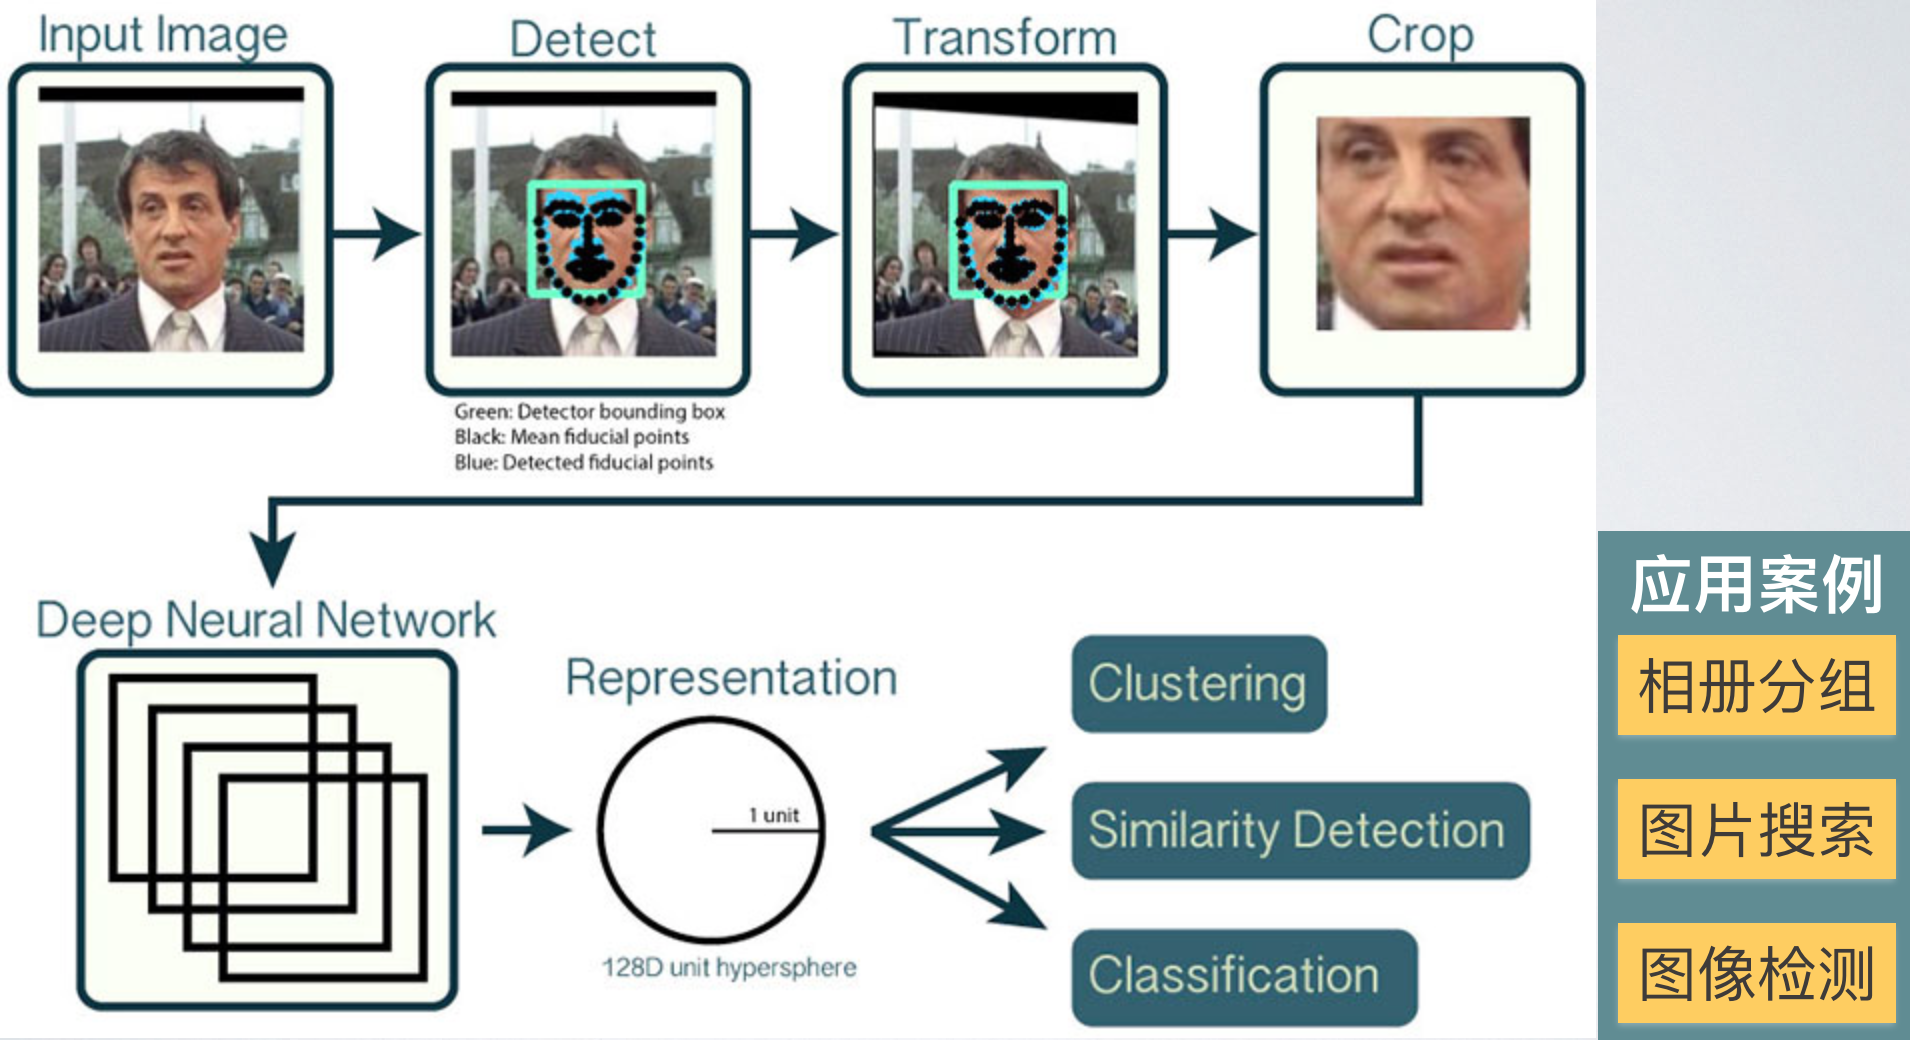 Input Image
Detect
Transform
Crop
Green: Detector bounding box
Black: Mean fiducial points
Blue: Detected fiducial points
Deep Neural Network
Representation
1 unit
128D unit hypersphere
Clustering
Similarity Detection
Classification
应用案例
相册分组
图片搜索
图像检测